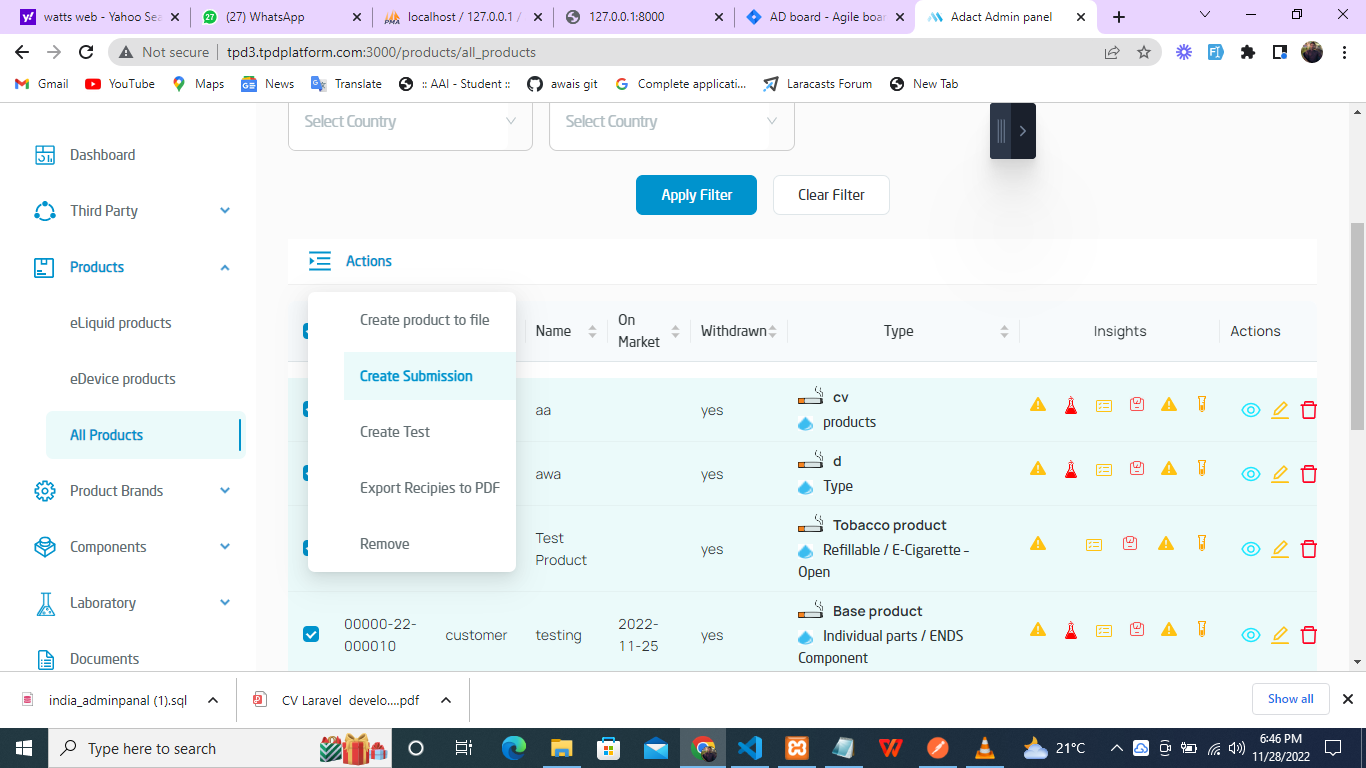 watts web - Yahoo Sea
(27) WhatsApp
localhost / 127.0.0.1 /
127.0.0.1:8000
AD board - Agile boar
Adact Admin panel
Not secure
tpd3.tpdplatform.com:3000/products/all_products
Gmail
YouTube
Maps
News
Translate
:: AAI - Student ::
awais git
Complete applicati...
Laracasts Forum
New Tab
Select Country
Select Country
Dashboard
Third Party
Products
eLiquid products
eDevice products
All Products
Product Brands
Components
Laboratory
Documents
Apply Filter
Clear Filter
Actions
Create product to file
Create Submission
Create Test
Export Recipies to PDF
Remove
Name
On
Market
Withdrawn
Type
Insights
Actions
aa
yes
cv
products
awa
yes
d
Type
Test
Product
yes
Tobacco product
Refillable / E-Cigarette –
Open
00000-22-
000010
customer
testing
2022-
11-25
yes
Base product
Individual parts / ENDS
Component
india_adminpanal (1).sql
CV Laravel develo....pdf
Show all
Type here to search
21°C
6:46 PM
11/28/2022